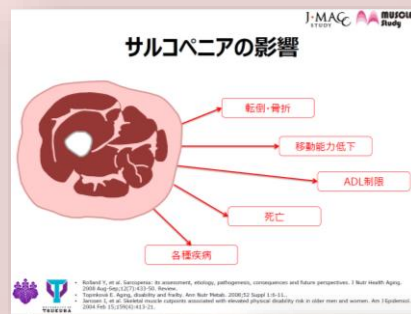 J·MACC MUSCLE
STUDY Study
サルコペニアの影響
転倒・骨折
移動能力低下
ADL制限
死亡
各種疾病
• Rolland Y, et al. Sarcopenia: its assessment, etiology, pathogenesis, consequences and future perspectives. J Nutr Health Aging.
2008 Aug-Sep;12(7):433-50. Review.
• Topinková E. Aging, disability and frailty. Ann Nutr Metab. 2008;52 Suppl 1:6-11.
• Janssen I, et al. Skeletal muscle cutpoints associated with elevated physical disability risk in older men and women. Am J Epidemiol.
2004 Feb 15;159(4):413-21.
TSUKUBA